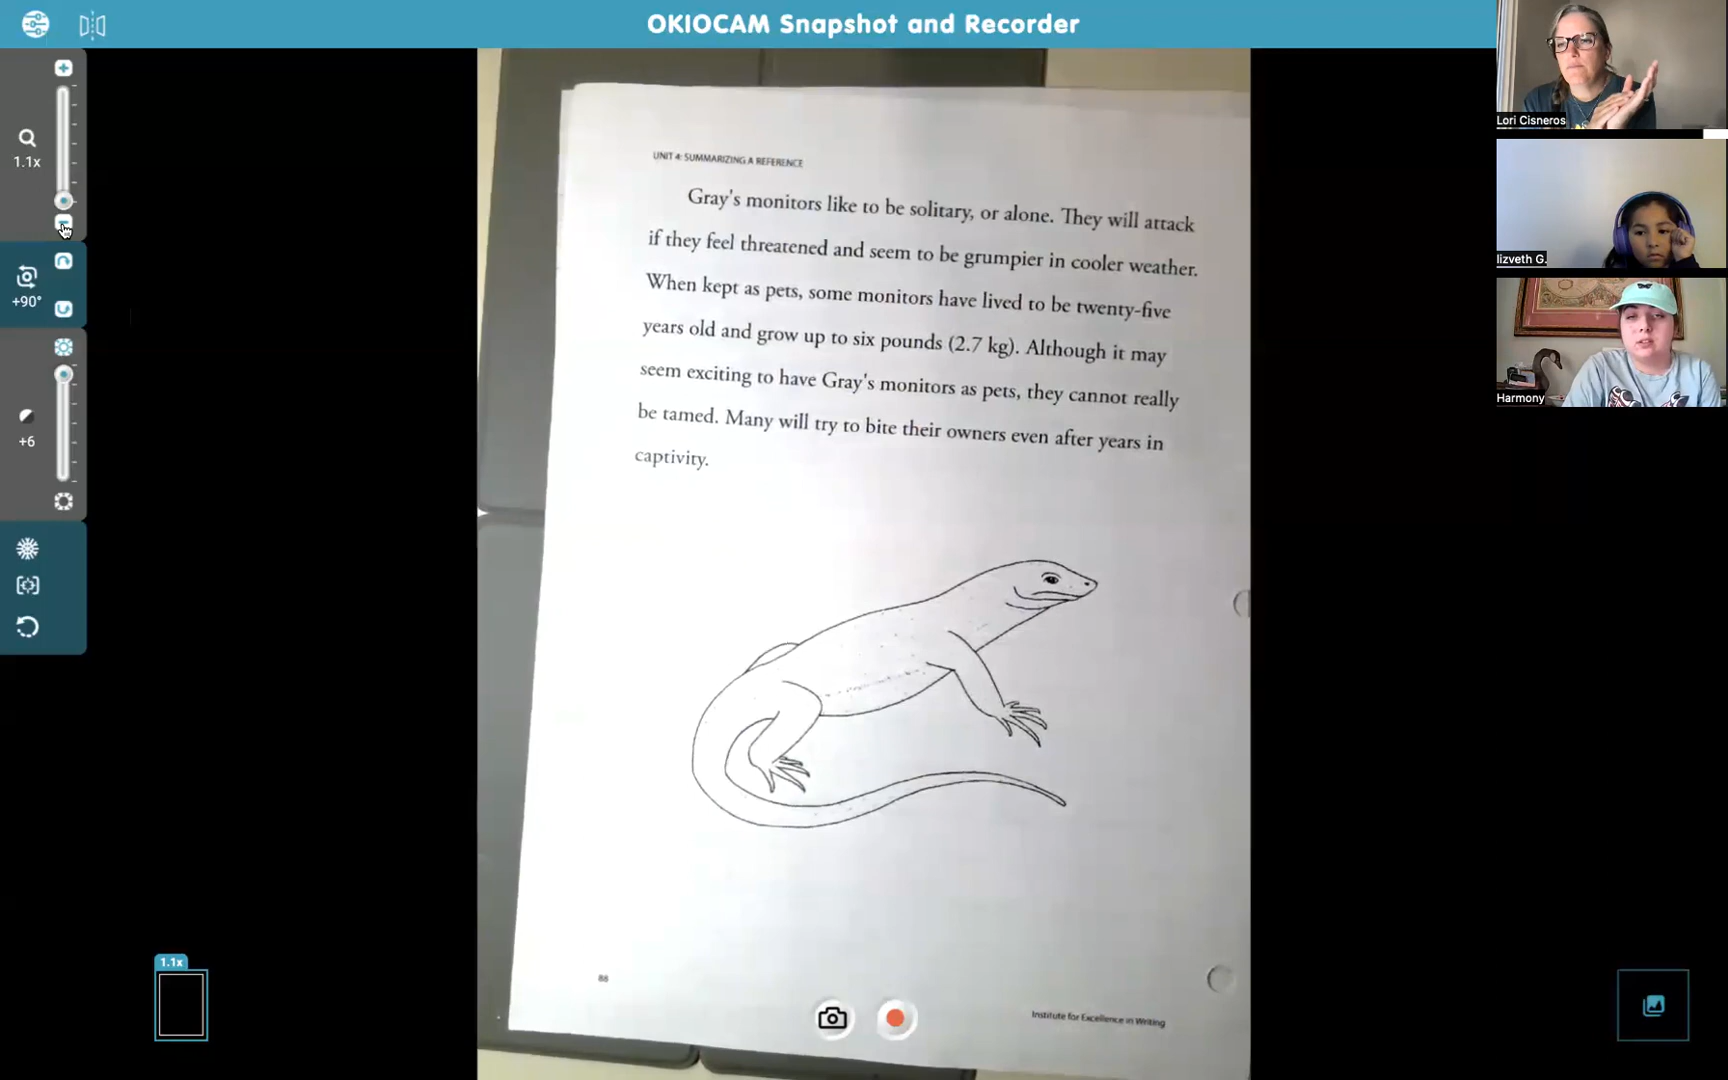 OKIOCAM Snapshot and Recorder
1.1x
+90°
+6
1.1x
UNIT 4: SUMMARIZING A REFERENCE
Gray's monitors like to be solitary, or alone. They will attack
if they feel threatened and seem to be grumpier in cooler weather.
When kept as pets, some monitors have lived to be twenty-five
years old and grow up to six pounds (2.7 kg). Although it may
seem exciting to have Gray's monitors as pets, they cannot really
be tamed. Many will try to bite their owners even after years in
captivity.
88
Institute for Excellence in Writing
Lori Cisneros
lizveth G.
Harmony